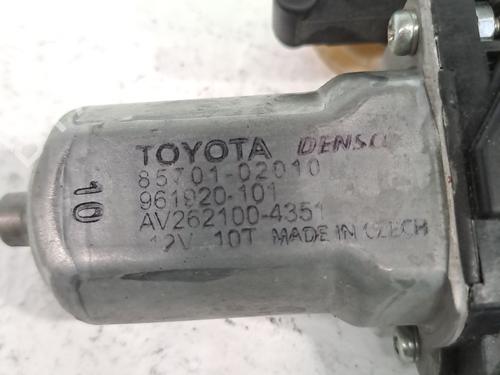 TOYOTA DENSO
85701-02010
961920-101
AV262100-4351
12V 10T MADE IN CZECH
10